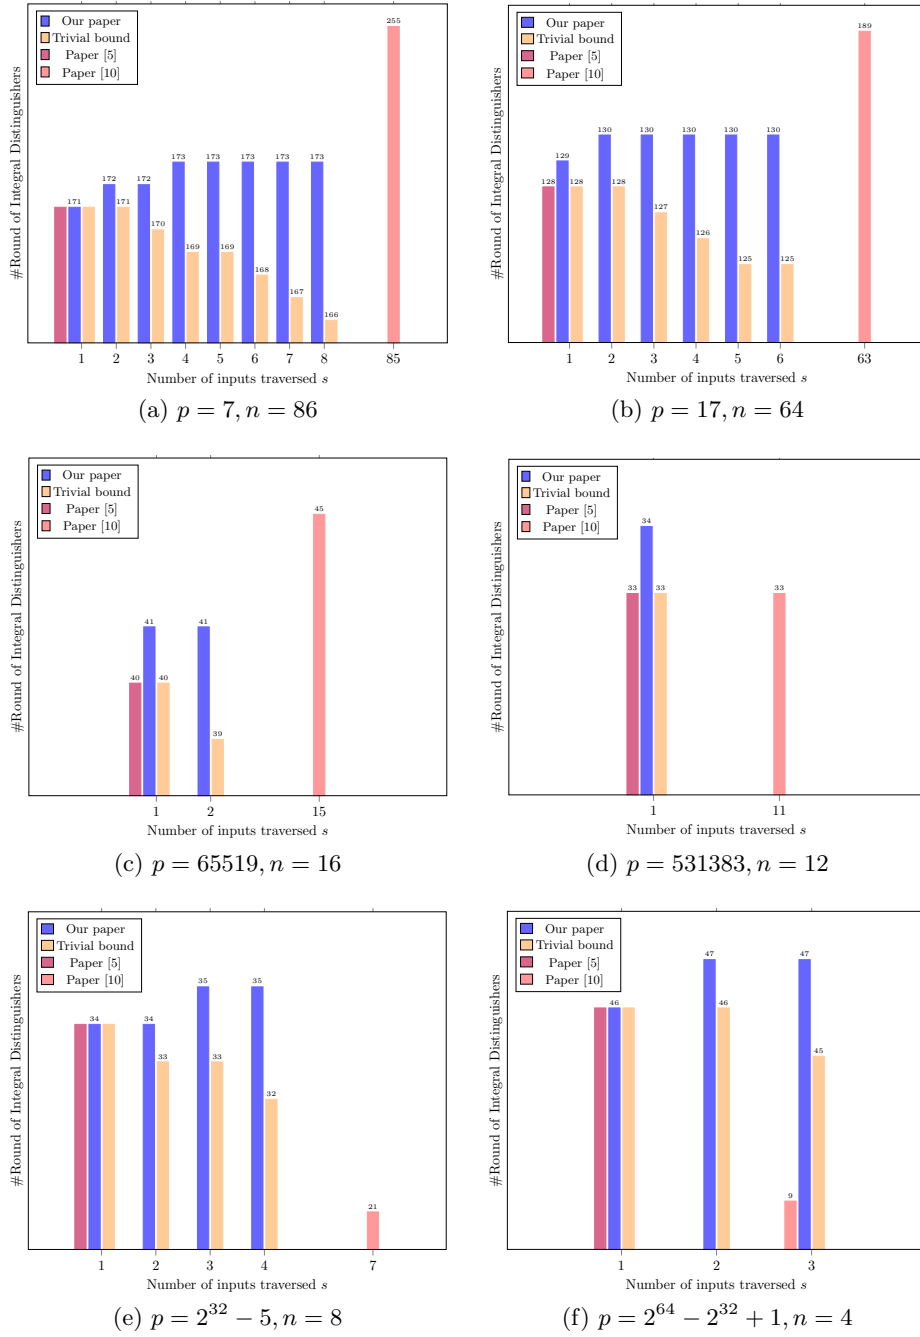 Our paper
Trivial bound
Paper [5]
Paper [10]
#Round of Integral Distinguishers
255
173 173 173 173 173
172 172
171 171
170
169 169
168
167
166
1 2 3 4 5 6 7 8 85
Number of inputs traversed s
(a) p = 7, n = 86
Our paper
Trivial bound
Paper [5]
Paper [10]
#Round of Integral Distinguishers
189
130 130 130 130 130
129
128 128 128
127
126
125 125
1 2 3 4 5 6 63
Number of inputs traversed s
(b) p = 17, n = 64
Our paper
Trivial bound
Paper [5]
Paper [10]
#Round of Integral Distinguishers
45
41 41
40 40
39
1 2 15
Number of inputs traversed s
(c) p = 65519, n = 16
Our paper
Trivial bound
Paper [5]
Paper [10]
#Round of Integral Distinguishers
34
33 33 33
1 11
Number of inputs traversed s
(d) p = 531383, n = 12
Our paper
Trivial bound
Paper [5]
Paper [10]
#Round of Integral Distinguishers
35 35
34 34
33 33
32
21
1 2 3 4 7
Number of inputs traversed s
(e) p = 2^32 − 5, n = 8
Our paper
Trivial bound
Paper [5]
Paper [10]
#Round of Integral Distinguishers
47 47
46 46
45
9
1 2 3
Number of inputs traversed s
(f) p = 2^64 − 2^32 + 1, n = 4